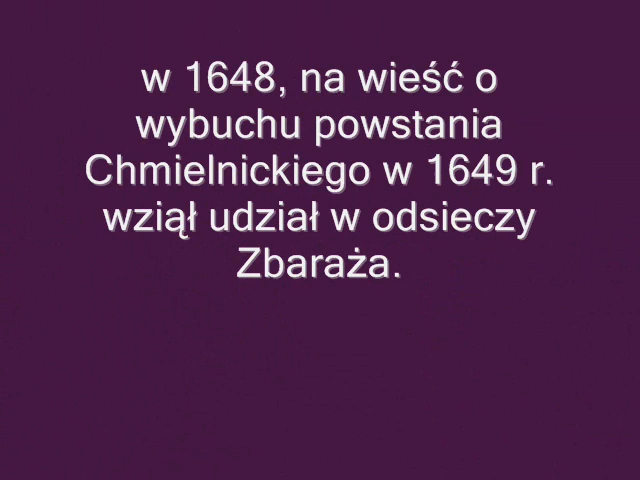 w 1648, na wieść o
wybuchu powstania
Chmielnickiego w 1649 r.
wziął udział w odsieczy
Zbaraża.